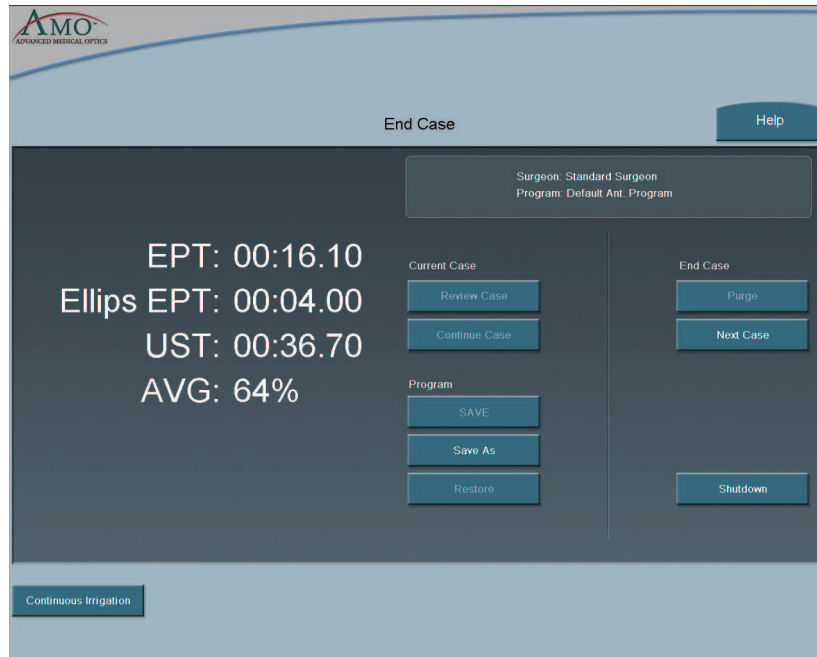 AMO
ADVANCED MEDICAL OPTICS
End Case
Help
Surgeon: Standard Surgeon
Program: Default Ant. Program
EPT: 00:16.10
Ellips EPT: 00:04.00
UST: 00:36.70
AVG: 64%
Current Case
Review Case
Continue Case
Program
SAVE
Save As
Restore
End Case
Purge
Next Case
Shutdown
Continuous Irrigation